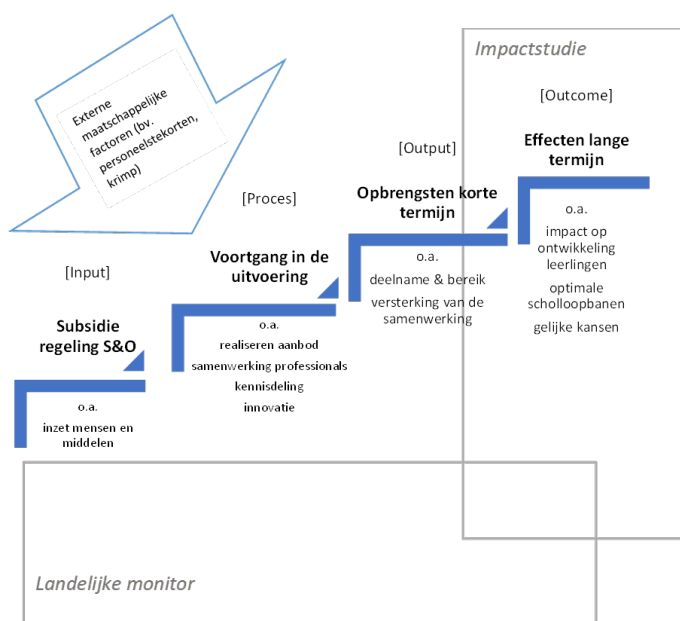 Impactstudie
Externe
maatschappelijke
factoren (bv.
personeelstekorten,
krimp)
[Input]
Subsidie
regeling S&O
o.a.
inzet mensen en
middelen
[Proces]
Voortgang in de
uitvoering
o.a.
realiseren aanbod
samenwerking professionals
kennisdeling
innovatie
[Output]
Opbrengsten korte
termijn
o.a.
deelname & bereik
versterking van de
samenwerking
[Outcome]
Effecten lange
termijn
o.a.
impact op
ontwikkeling
leerlingen
optimale
scholloopbanen
gelijke kansen
Landelijke monitor